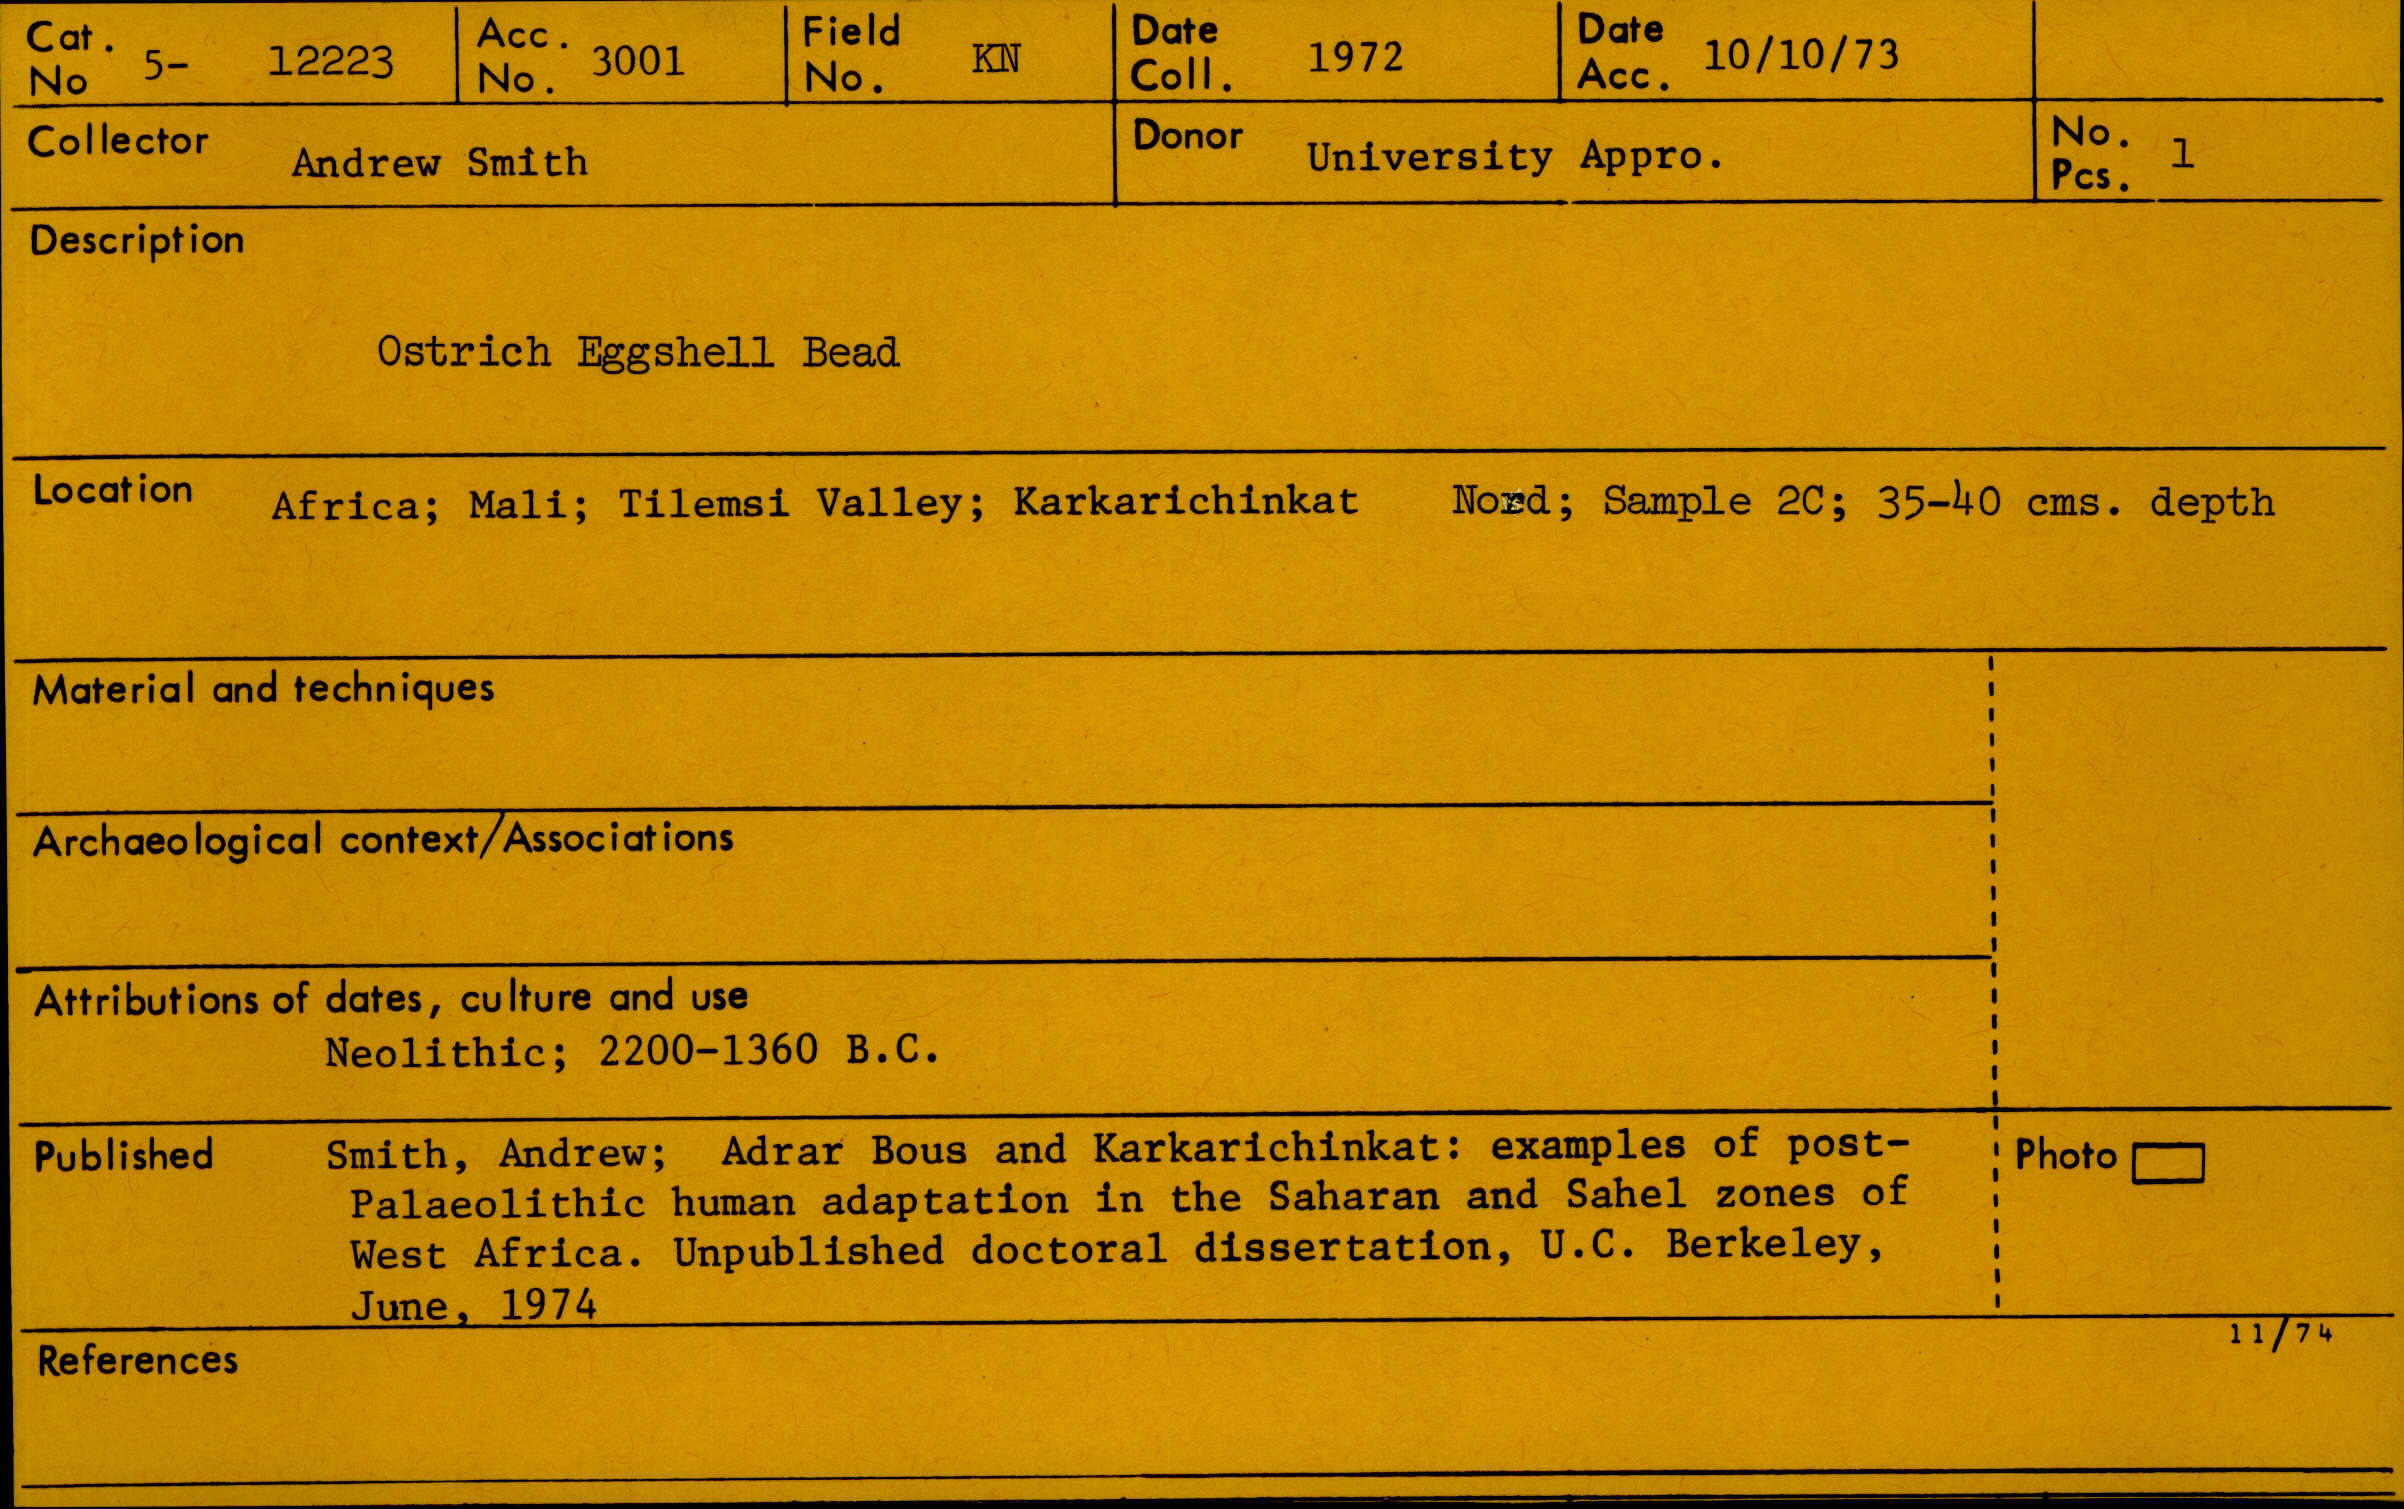 Cat. No 5- 12223 Acc. No. 3001 Field No. KN Date Coll. 1972 Date Acc. 10/10/73
Collector Andrew Smith Donor University Appro. No. Pcs. 1
Description
Ostrich Eggshell Bead
Location Africa; Mali; Tilemsi Valley; Karkarichinkat Nord; Sample 2C; 35-40 cms. depth
Material and techniques
Archaeological context/Associations
Attributions of dates, culture and use
Neolithic; 2200-1360 B.C.
Published Smith, Andrew; Adrar Bous and Karkarichinkat: examples of post-
Palaeolithic human adaptation in the Saharan and Sahel zones of
West Africa. Unpublished doctoral dissertation, U.C. Berkeley,
June, 1974
Photo
11/74
References